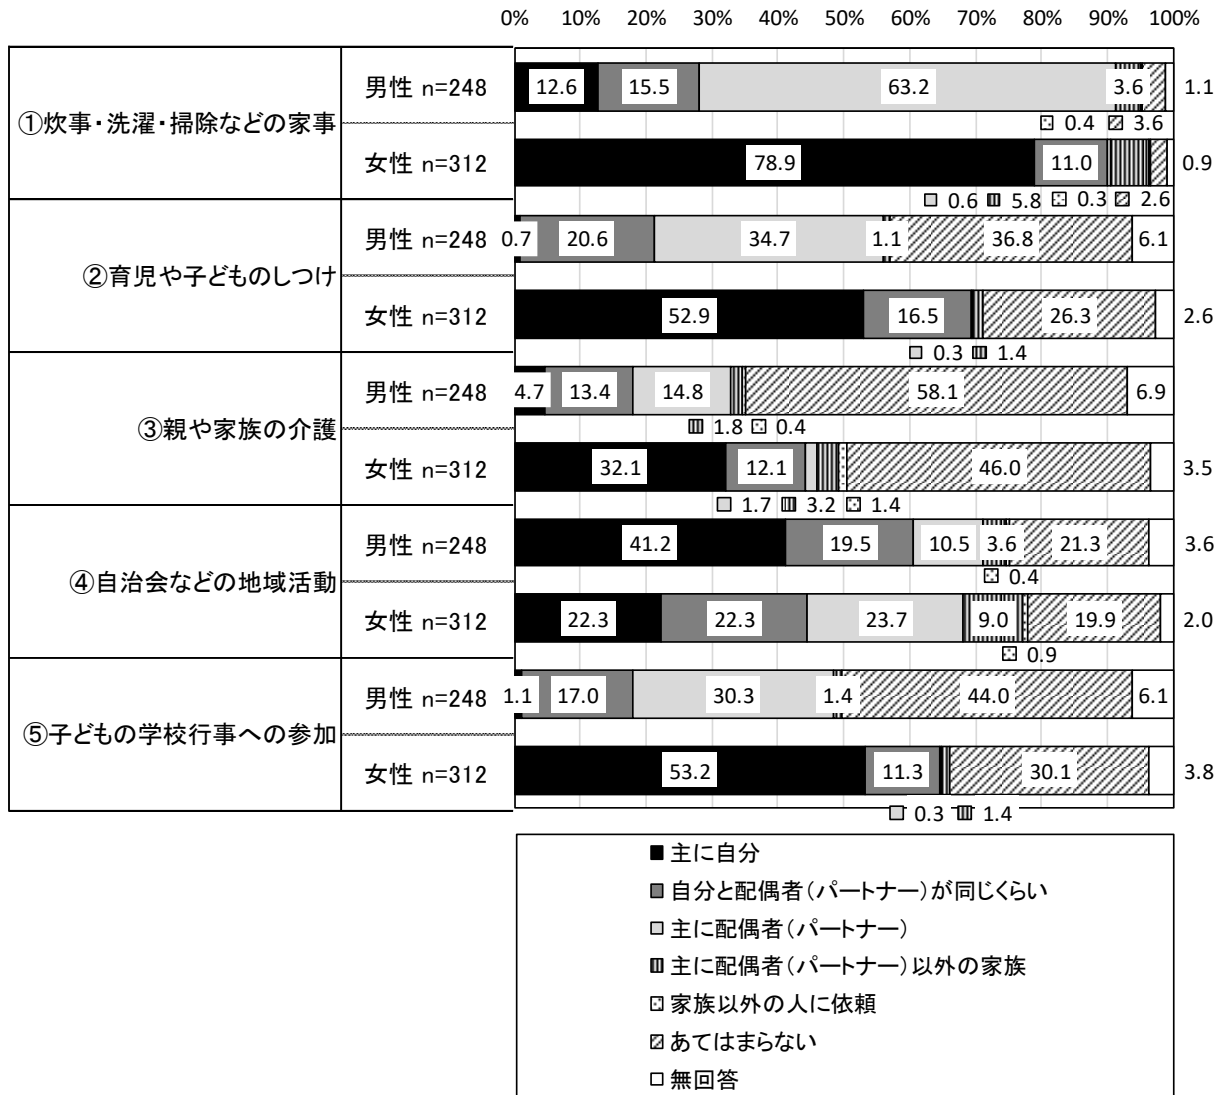 0% 10% 20% 30% 40% 50% 60% 70% 80% 90% 100%
①炊事・洗濯・掃除などの家事
男性 n=248 12.6 15.5 63.2 3.6 1.1
0.4 3.6
女性 n=312 78.9 11.0 0.9
0.6 5.8 0.3 2.6
②育児や子どものしつけ
男性 n=248 0.7 20.6 34.7 1.1 36.8 6.1
女性 n=312 52.9 16.5 26.3 2.6
0.3 1.4
③親や家族の介護
男性 n=248 4.7 13.4 14.8 58.1 6.9
1.8 0.4
女性 n=312 32.1 12.1 46.0 3.5
1.7 3.2 1.4
④自治会などの地域活動
男性 n=248 41.2 19.5 10.5 3.6 21.3 3.6
0.4
女性 n=312 22.3 22.3 23.7 9.0 19.9 2.0
0.9
⑤子どもの学校行事への参加
男性 n=248 1.1 17.0 30.3 1.4 44.0 6.1
女性 n=312 53.2 11.3 30.1 3.8
0.3 1.4
主に自分
自分と配偶者(パートナー)が同じくらい
主に配偶者(パートナー)
主に配偶者(パートナー)以外の家族
家族以外の人に依頼
あてはまらない
無回答